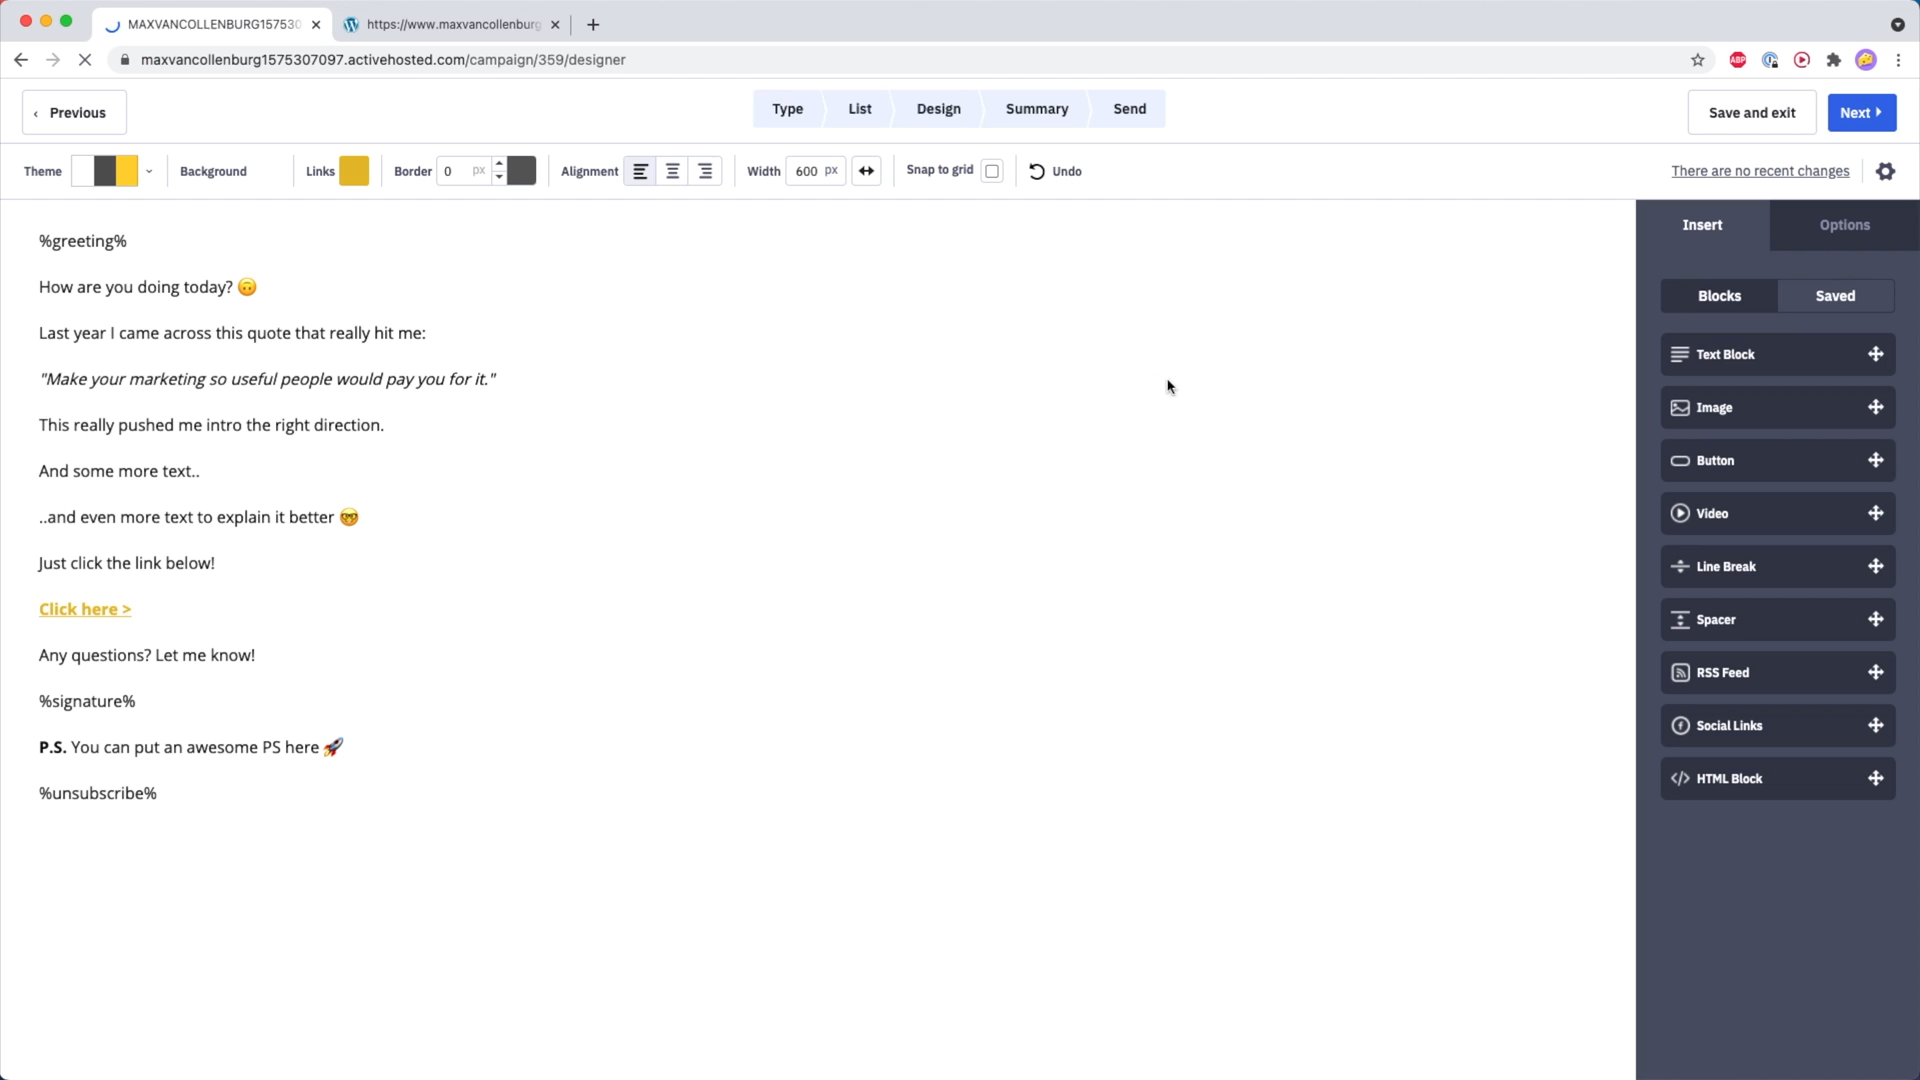 MAXVANCOLLENBURG157530
https://www.maxvancollenburg
maxvancollenburg1575307097.activehosted.com/campaign/359/designer
ABP
Previous
Type
List
Design
Summary
Send
Save and exit
Next
Theme
Background
Links
Border
0
px
Alignment
Width
600 px
Snap to grid
Undo
There are no recent changes
%greeting%
How are you doing today? 🙃
Last year I came across this quote that really hit me:
"Make your marketing so useful people would pay you for it."
This really pushed me intro the right direction.
And some more text..
..and even more text to explain it better 🤓
Just click the link below!
Click here >
Any questions? Let me know!
%signature%
P.S. You can put an awesome PS here 🚀
%unsubscribe%
Insert
Options
Blocks
Saved
Text Block
Image
Button
Video
Line Break
Spacer
RSS Feed
Social Links
HTML Block